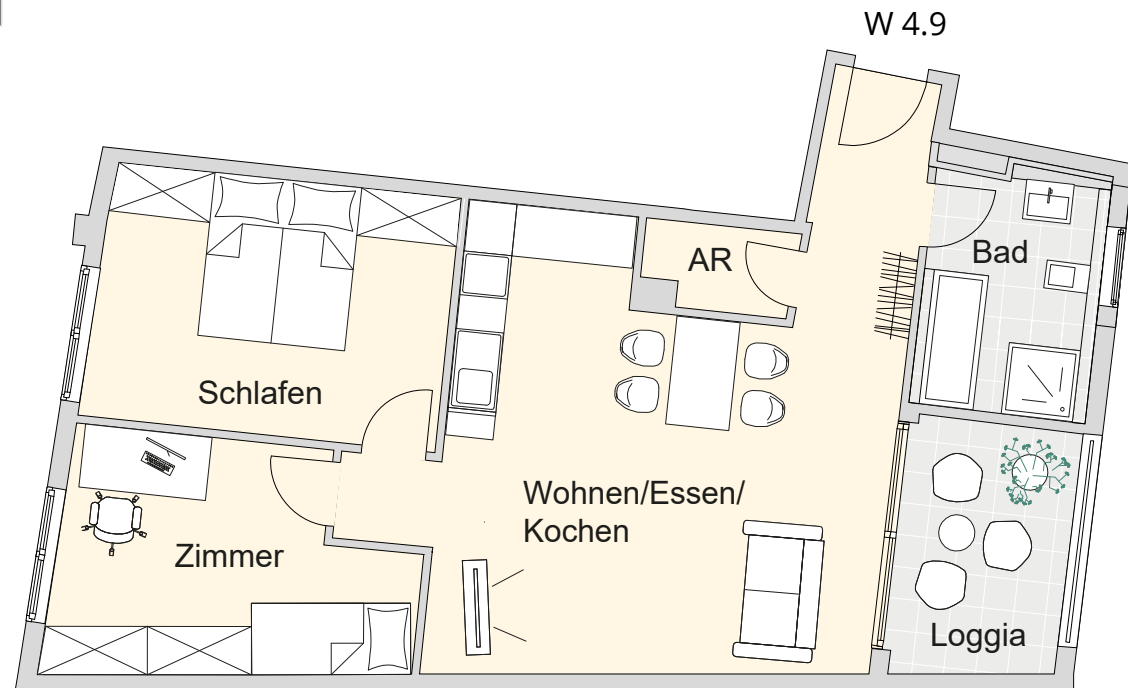 W 4.9
Bad
AR
Schlafen
Wohnen/Essen/
Kochen
Zimmer
Loggia